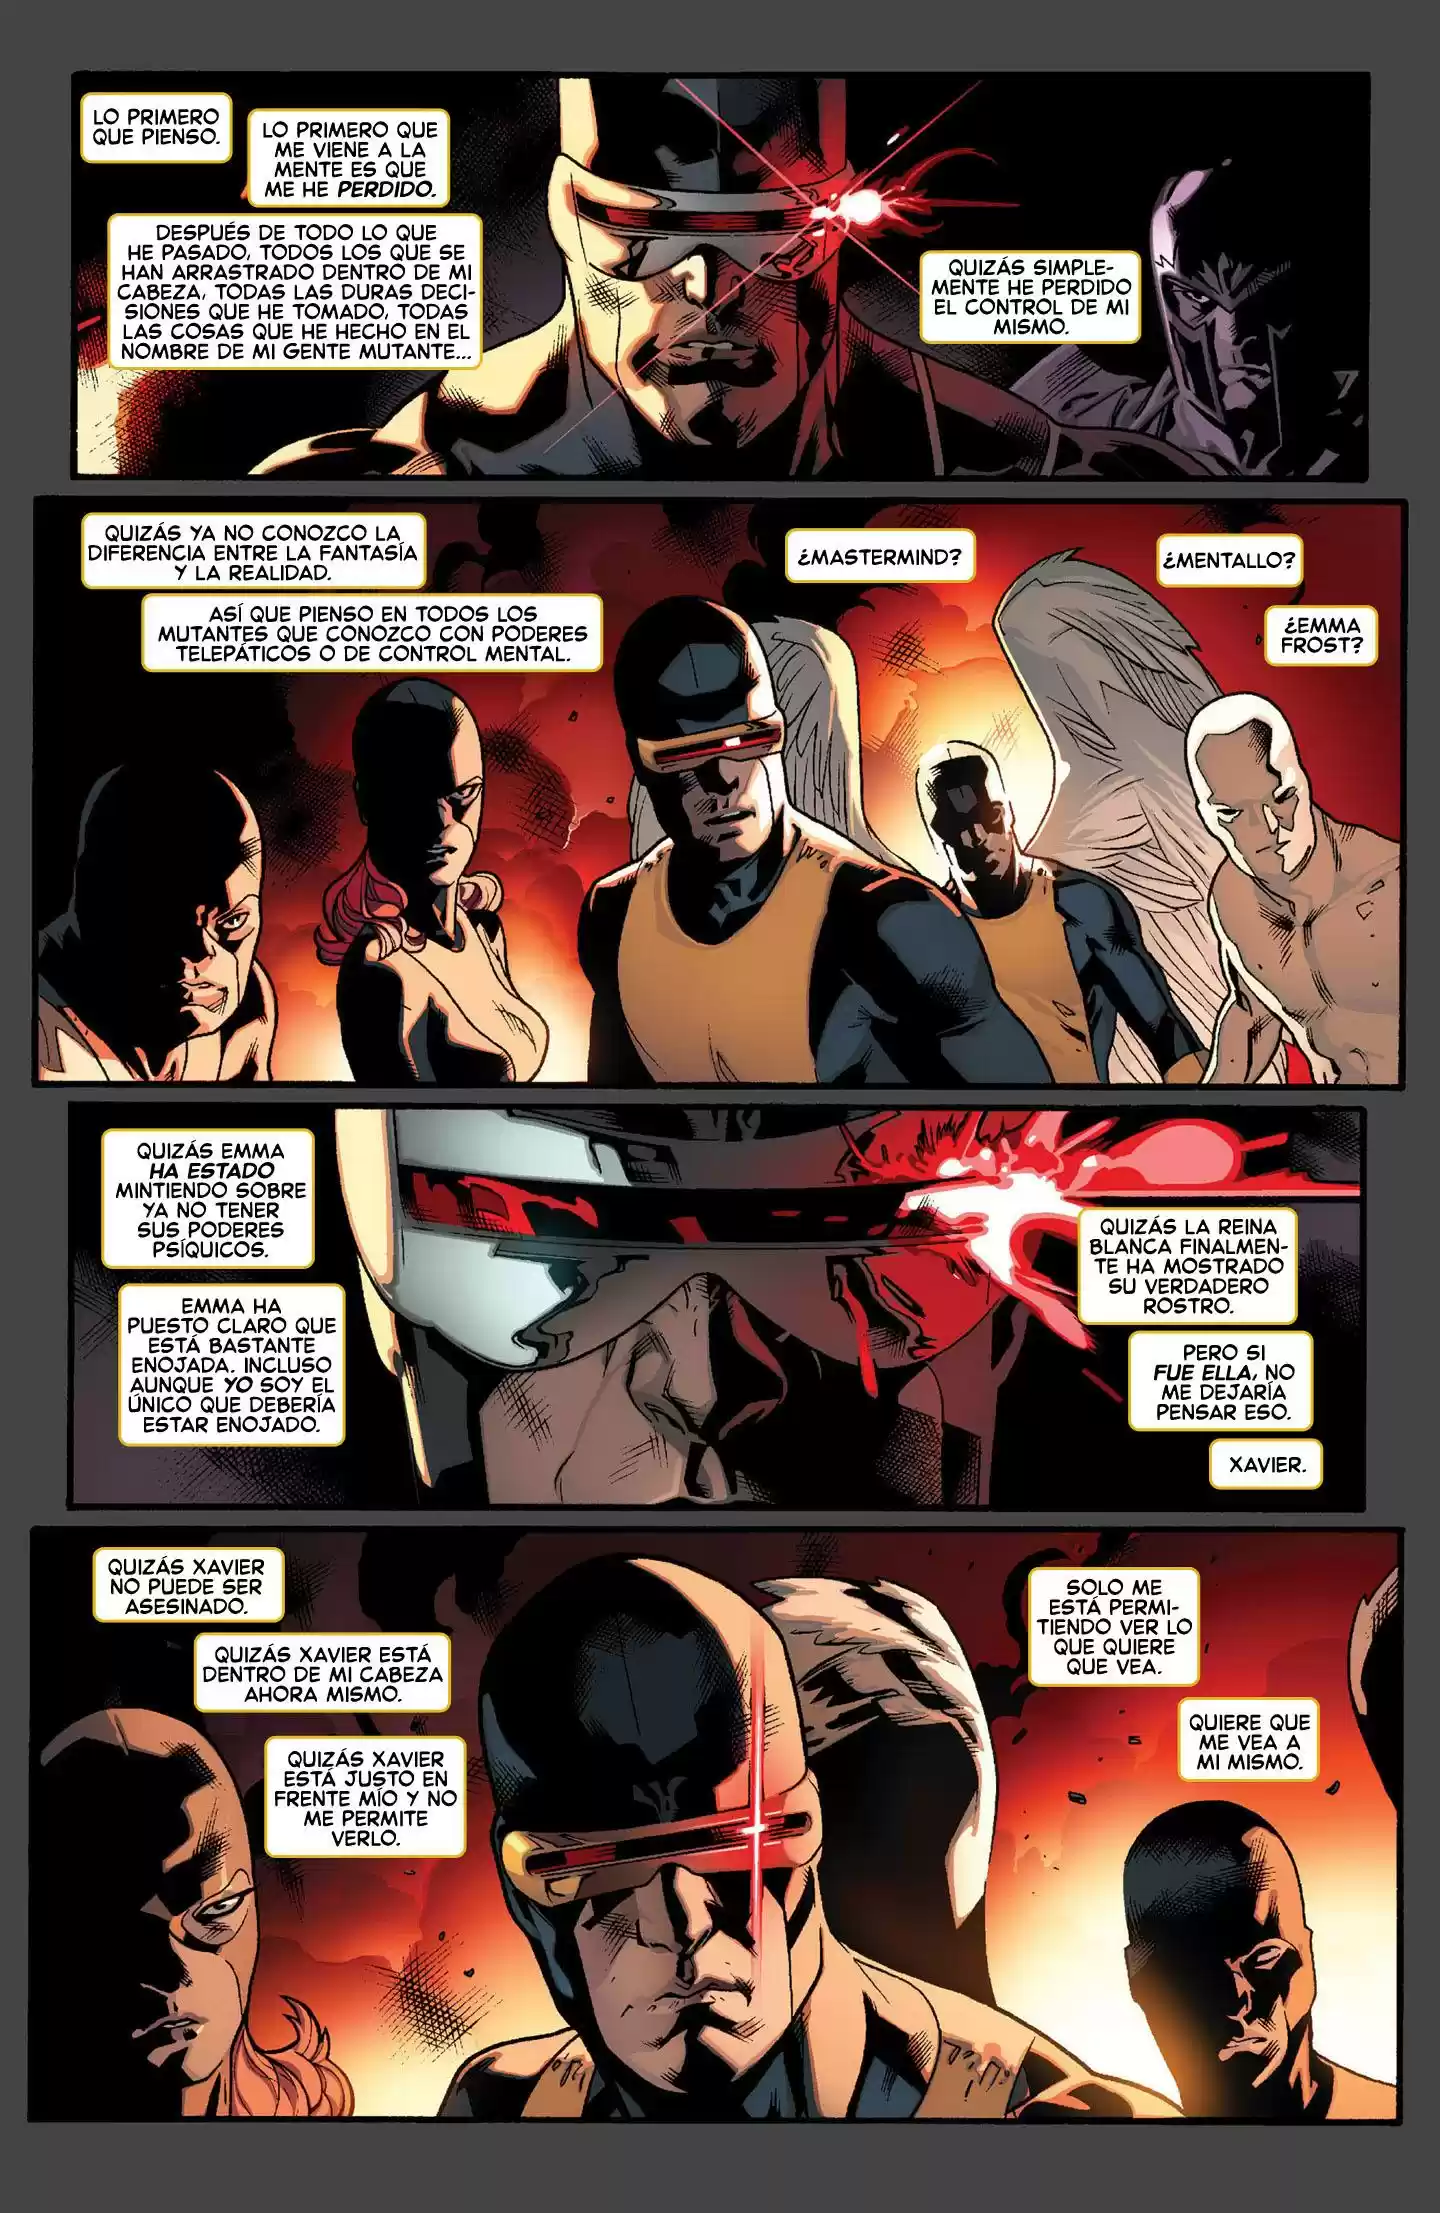 LO PRIMERO
QUE PIENSO.
LO PRIMERO QUE
ME VIENE A LA
MENTE ES QUE
ME HE PERDIDO.
DESPUÉS DE TODO LO QUE
HE PASADO, TODOS LOS QUE SE
HAN ARRASTRADO DENTRO DE MI
CABEZA, TODAS LAS DURAS DECI-
SIONES QUE HE TOMADO, TODAS
LAS COSAS QUE HE HECHO EN EL
NOMBRE DE MI GENTE MUTANTE...
QUIZÁS SIMPLE-
MENTE HE PERDIDO
EL CONTROL DE MI
MISMO.
QUIZÁS YA NO CONOZCO LA
DIFERENCIA ENTRE LA FANTASÍA
Y LA REALIDAD.
ASÍ QUE PIENSO EN TODOS LOS
MUTANTES QUE CONOZCO CON PODERES
TELEPÁTICOS O DE CONTROL MENTAL.
¿MASTERMIND?
¿MENTALLO?
¿EMMA
FROST?
QUIZÁS EMMA
HA ESTADO
MINTIENDO SOBRE
YA NO TENER
SUS PODERES
PSÍQUICOS.
EMMA HA
PUESTO CLARO QUE
ESTÁ BASTANTE
ENOJADA. INCLUSO
AUNQUE YO SOY EL
ÚNICO QUE DEBERÍA
ESTAR ENOJADO.
QUIZÁS LA REINA
BLANCA FINALMEN-
TE HA MOSTRADO
SU VERDADERO
ROSTRO.
PERO SI
FUE ELLA, NO
ME DEJARÍA
PENSAR ESO.
XAVIER.
QUIZÁS XAVIER
NO PUEDE SER
ASESINADO.
QUIZÁS XAVIER ESTÁ
DENTRO DE MI CABEZA
AHORA MISMO.
QUIZÁS XAVIER
ESTÁ JUSTO EN
FRENTE MÍO Y NO
ME PERMITE
VERLO.
SOLO ME
ESTÁ PERMI-
TIENDO VER LO
QUE QUIERE
QUE VEA.
QUIERE QUE
ME VEA A
MI MISMO.